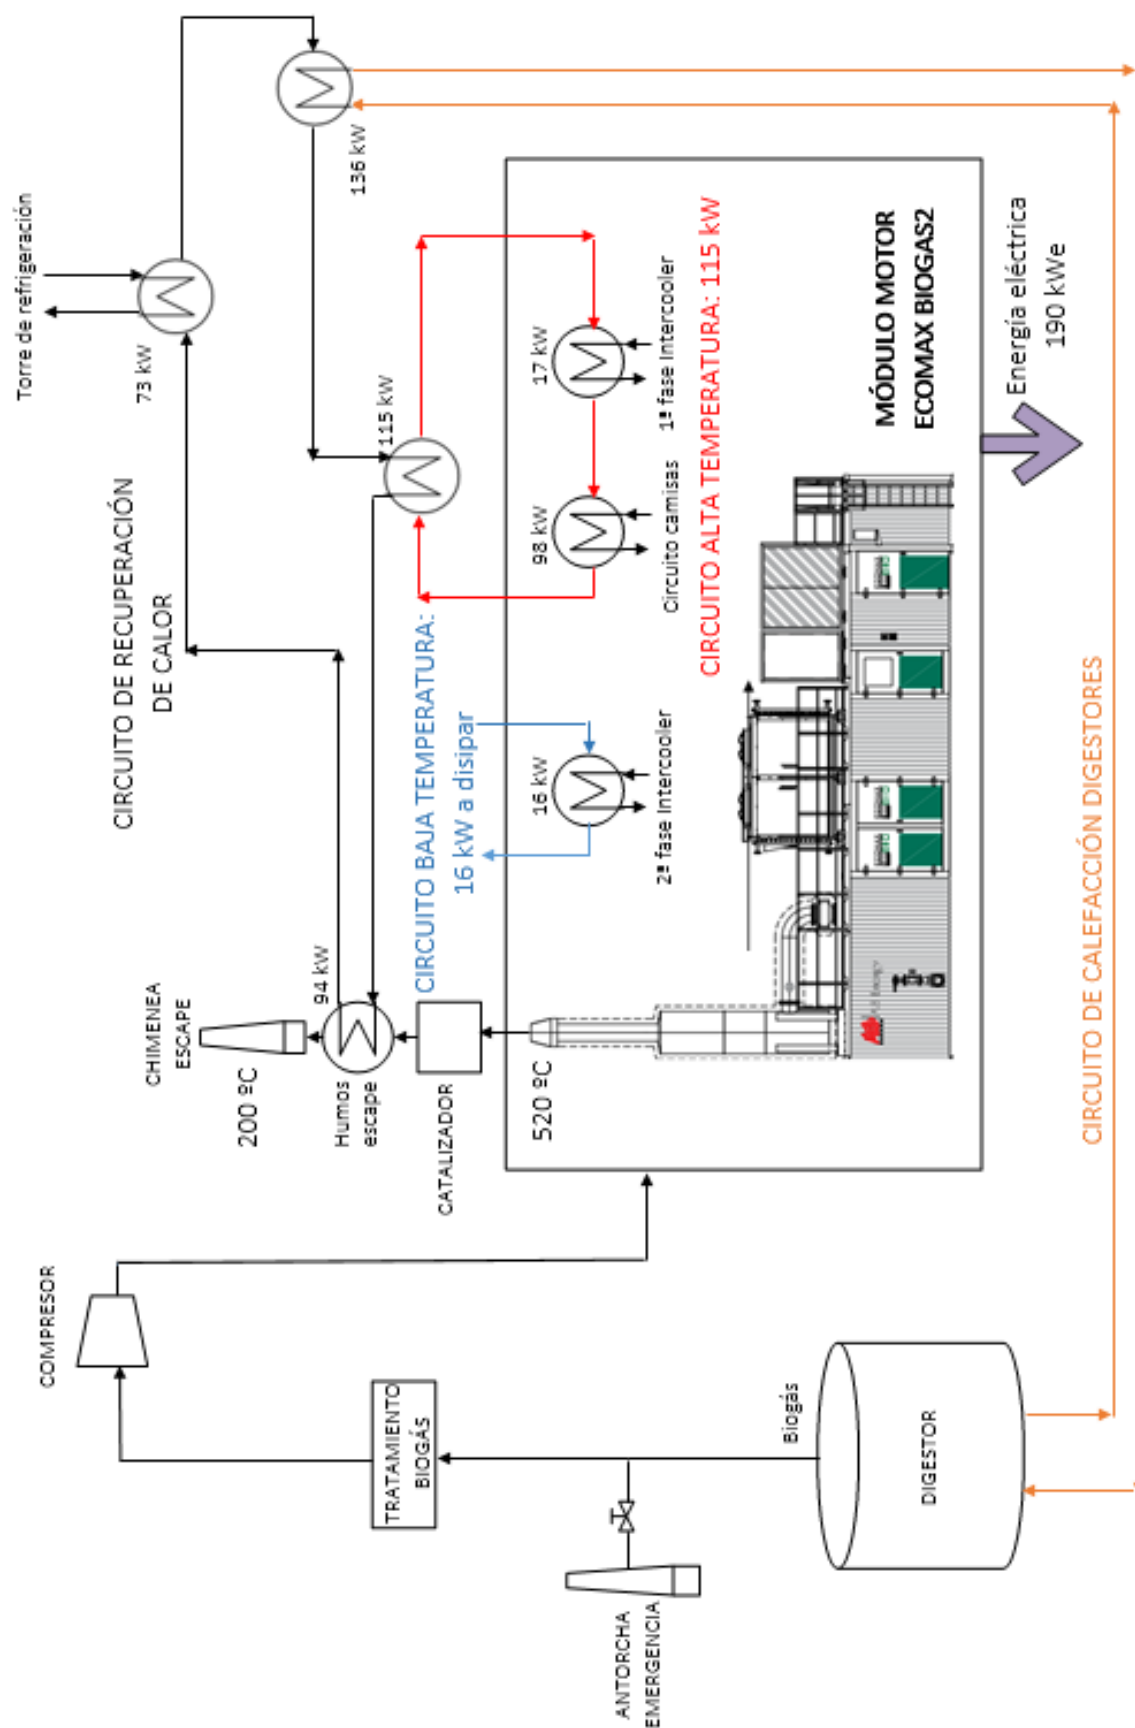 Torre de refrigeración
73 kW
136 kW
CIRCUITO DE RECUPERACIÓN
DE CALOR
115 kW
CHIMENEA
ESCAPE
200 ºC
94 kW
Humos
escape
CATALIZADOR
520 ºC
CIRCUITO BAJA TEMPERATURA:
16 kW a disipar
16 kW
2ª fase Intercooler
98 kW
Circuito camisas
17 kW
1ª fase Intercooler
CIRCUITO ALTA TEMPERATURA: 115 kW
MÓDULO MOTOR
ECOMAX BIOGAS2
Energía eléctrica
190 kWe
COMPRESOR
TRATAMIENTO
BIOGÁS
Biogás
ANTORCHA
EMERGENCIA
DIGESTOR
CIRCUITO DE CALEFACCIÓN DIGESTORES